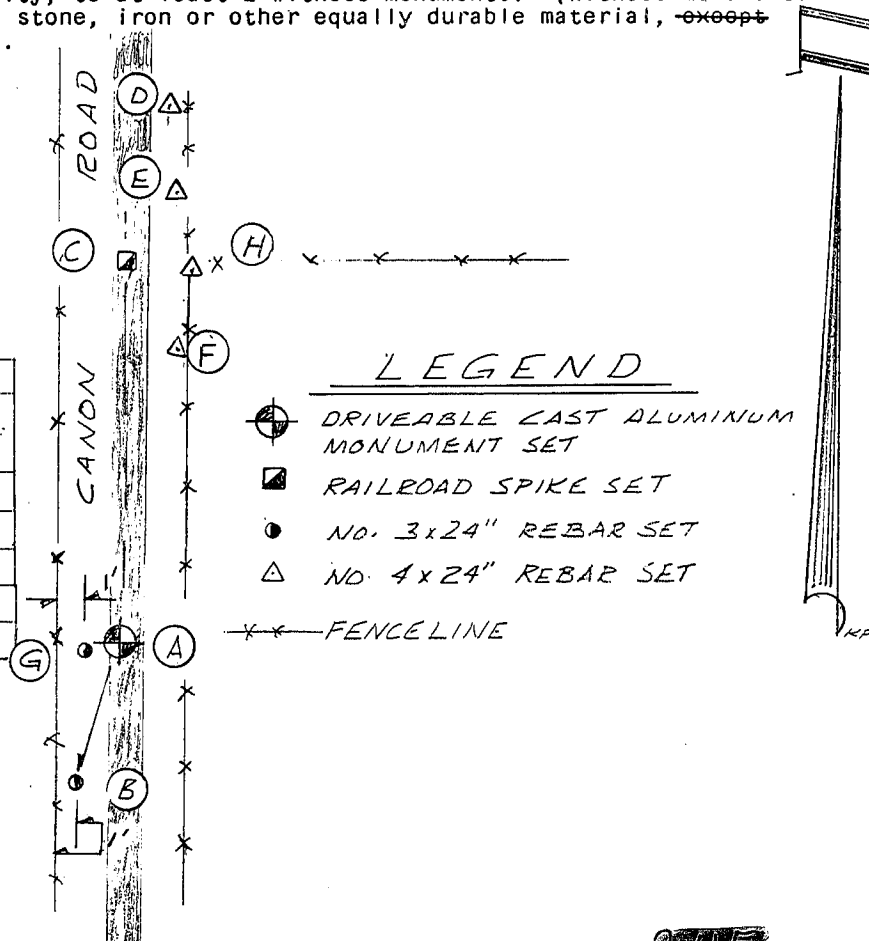 stone, iron or other equally durable material, except
D
ROAD
E
C
H
F
CANON
LEGEND
DRIVEABLE CAST ALUMINUM
MONUMENT SET
RAILROAD SPIKE SET
NO. 3x24" REBAR SET
NO. 4x24" REBAR SET
1'
FENCELINE
G
A
B
1'